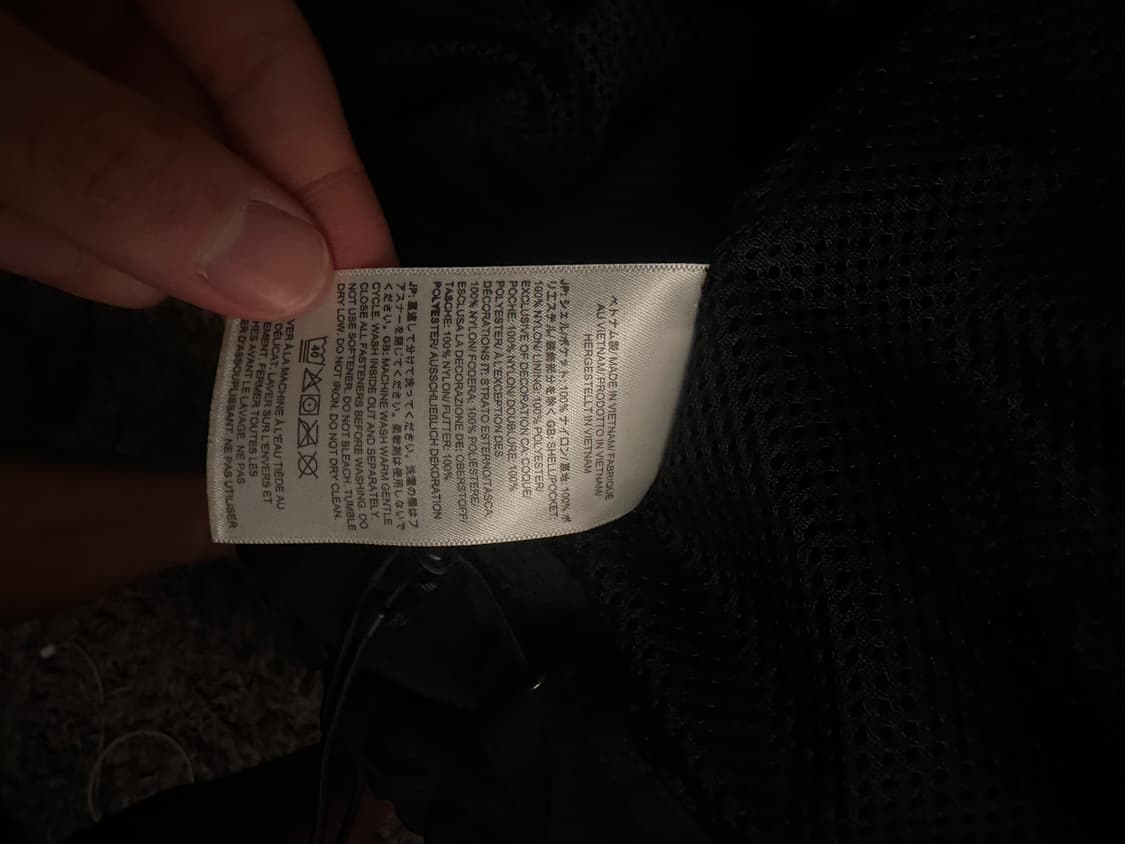 ベトナム製/ MADE IN VIETNAM/ FABRIQUE
AU VIETNAM/ PRODOTTO IN VIETNAM/
HERGESTELLT IN VIETNAM
JP: シェル/ポケット: 100% ナイロン/裏地: 100% ポ
リエステル 装飾部分を除く GB: SHELL/POCKET:
100% NYLON/ LINING: 100% POLYESTER/
EXCLUSIVE OF DECORATION CA: COQUE/
POCHE: 100% NYLON/ DOUBLURE: 100%
POLYESTER/ À L'EXCEPTION DES
DÉCORATIONS IT: STRATO ESTERNO/TASCA:
100% NYLON/FODERA: 100% POLIESTERE/
ESCLUSA LA DECORAZIONE DE: OBERSTOFF/
TASCHE: 100% NYLON/FUTTER: 100%
POLYESTER/ AUSSCHLIEßLICH DEKORATION
JP: 裏返して分けて洗ってください。洗濯の際はフ
ァスナーを閉じてください。柔軟剤は使用しないで
ください。GB: MACHINE WASH WARM GENTLE
CYCLE. WASH INSIDE OUT AND SEPARATELY.
CLOSE ALL FASTENERS BEFORE WASHING. DO
NOT USE SOFTENER. DO NOT BLEACH. TUMBLE
DRY LOW. DO NOT IRON. DO NOT DRY CLEAN.
40
VER À LA MACHINE À L'EAU TIÈDE AU
DÉLICAT. LAVER SUR L'ENVERS ET
EMENT. FERMER TOUTES LES
HES AVANT LE LAVAGE. NE PAS
ER D'ASSOUPLISSANT. NE PAS UTILISER